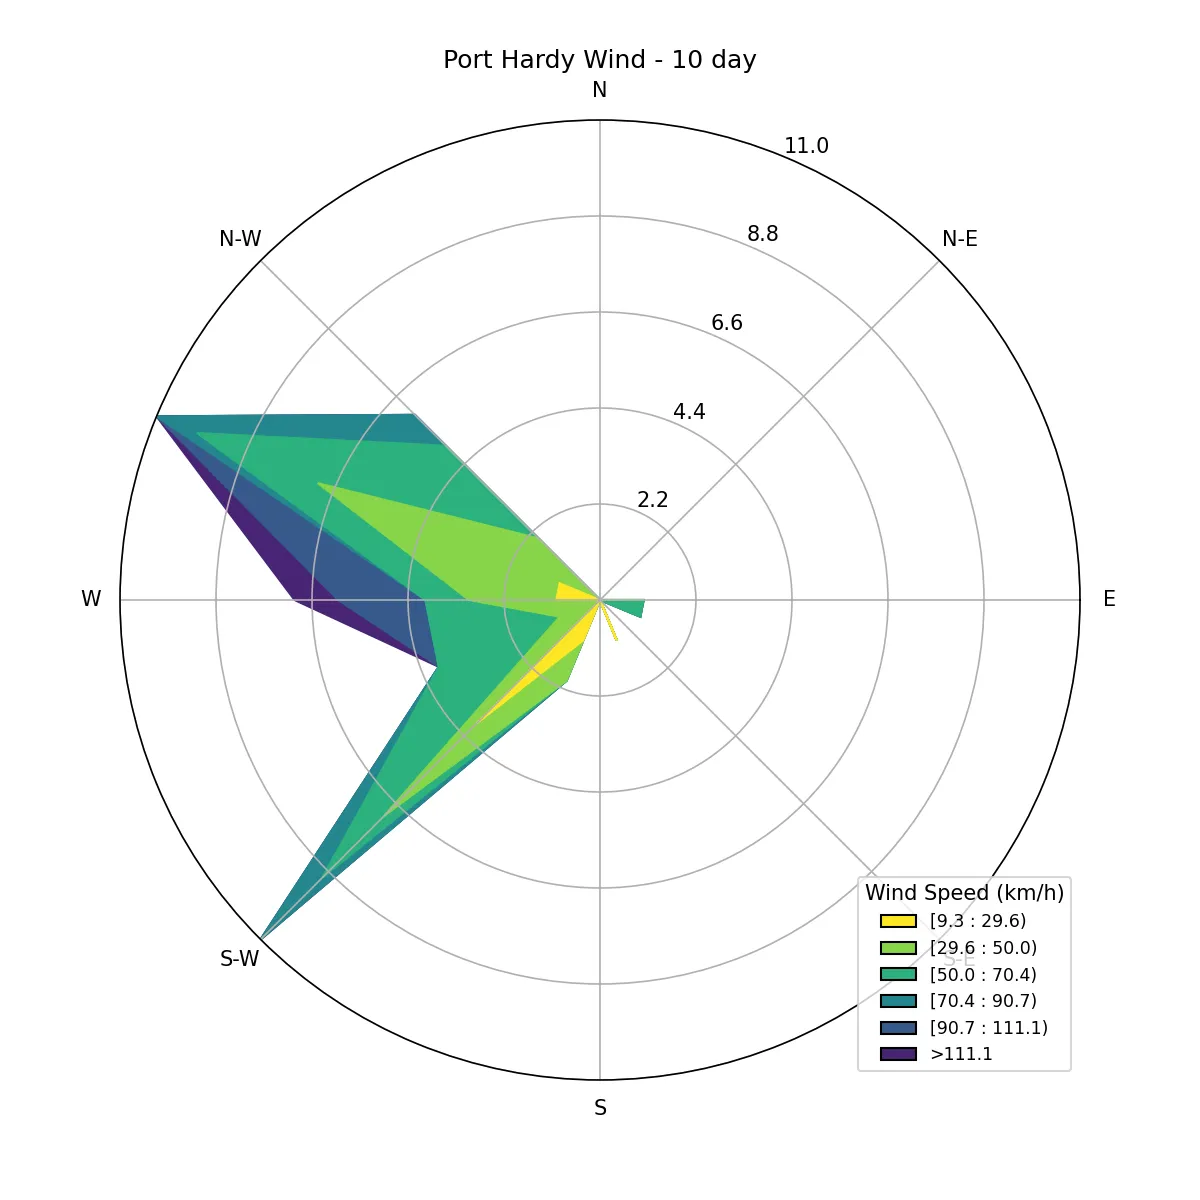 Port Hardy Wind - 10 day
N
11.0
N-W
8.8
N-E
6.6
4.4
2.2
W
E
S-W
S-E
Wind Speed (km/h)
[9.3 : 29.6)
[29.6 : 50.0)
[50.0 : 70.4)
[70.4 : 90.7)
[90.7 : 111.1)
>111.1
S